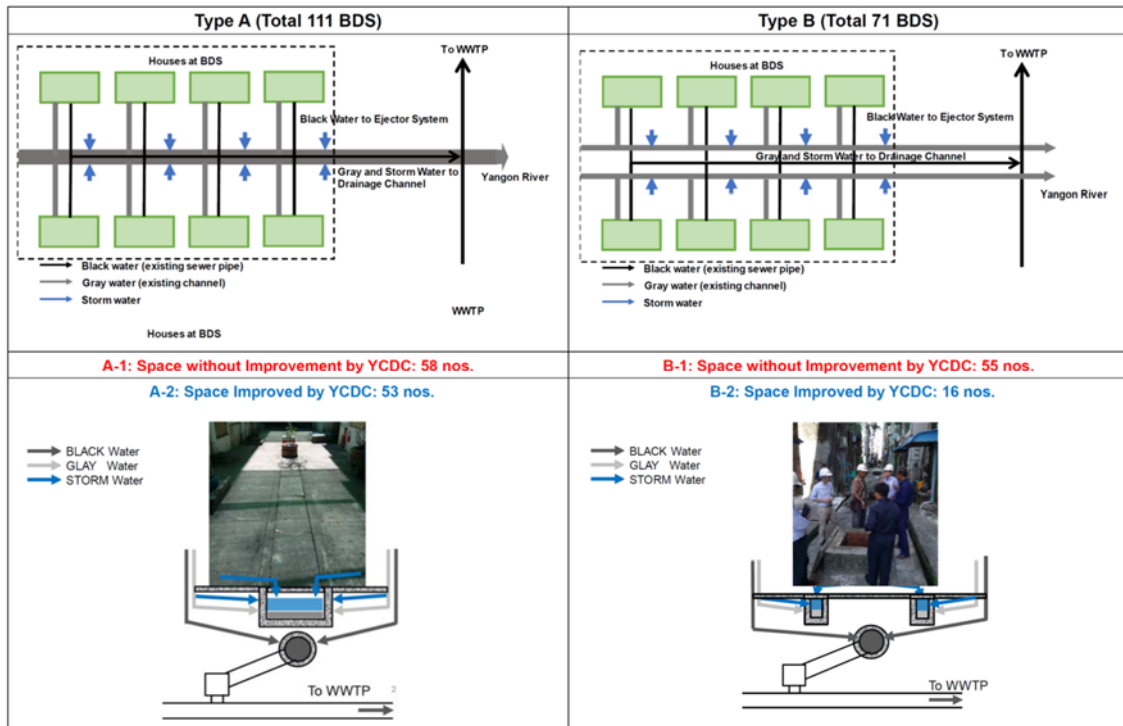 Type A (Total 111 BDS)
To WWTP
Houses at BDS
Black Water to Ejector System
Gray and Storm Water to
Drainage Channel
Yangon River
Black water (existing sewer pipe)
Gray water (existing channel)
Storm water
WWTP
Houses at BDS
Type B (Total 71 BDS)
To WWTP
Houses at BDS
Black Water to Ejector System
Gray and Storm Water to Drainage Channel
Yangon River
Black water (existing sewer pipe)
Gray water (existing channel)
Storm water
A-1: Space without Improvement by YCDC: 58 nos.
A-2: Space Improved by YCDC: 53 nos.
BLACK Water
GLAY Water
STORM Water
To WWTP
2
B-1: Space without Improvement by YCDC: 55 nos.
B-2: Space Improved by YCDC: 16 nos.
BLACK Water
GLAY Water
STORM Water
To WWTP